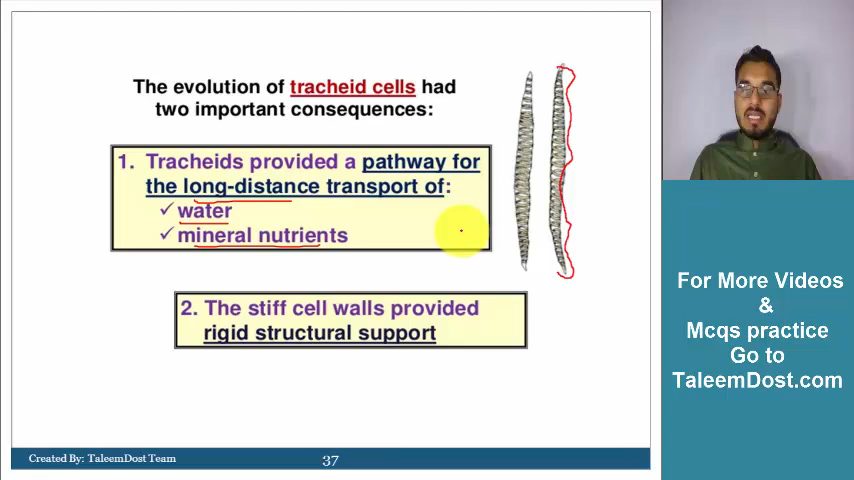 The evolution of tracheid cells had
two important consequences:
1. Tracheids provided a pathway for
the long-distance transport of:
✓ water
✓ mineral nutrients
2. The stiff cell walls provided
rigid structural support
For More Videos
&
Mcqs practice
Go to
TaleemDost.com
Created By: TaleemDost Team
37